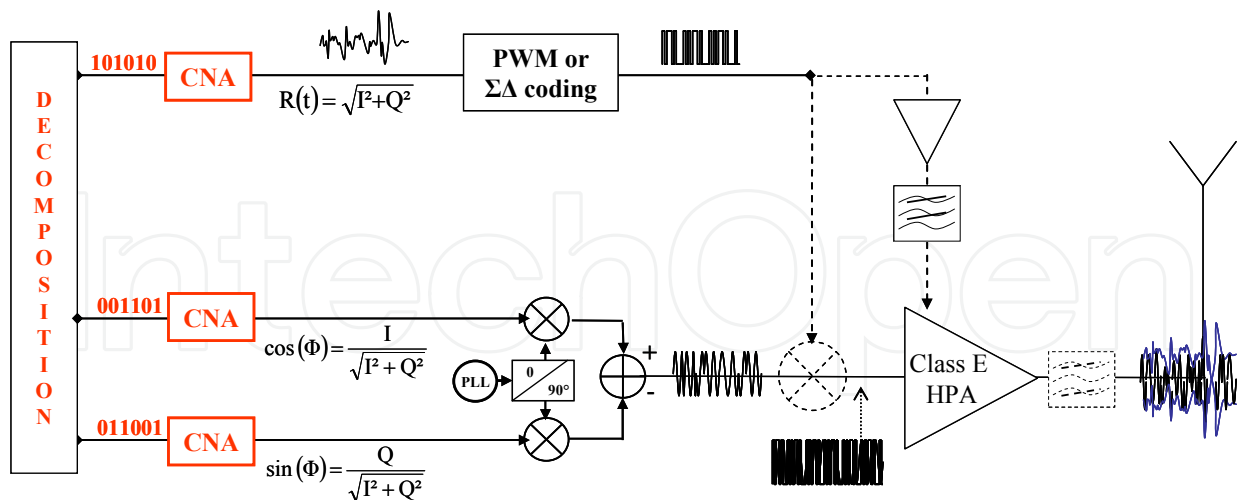 DECOMPOSITION
101010
CNA
R(t)=√I²+Q²
PWM or
ΣΔ coding
001101
CNA
cos(Φ)=I/√I²+Q²
PLL
0
90°
+
-
Class E
HPA
011001
CNA
sin(Φ)=Q/√I²+Q²
IntechOpen